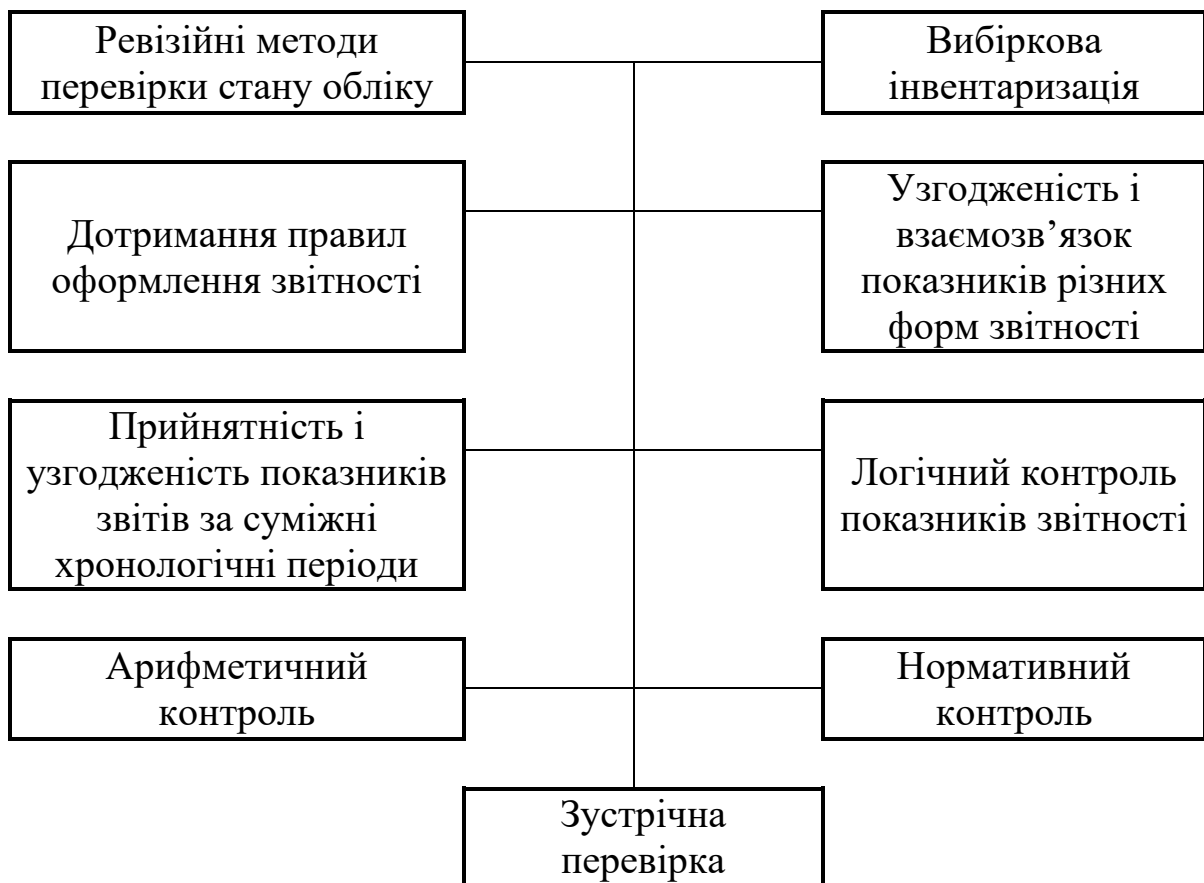 Ревізійні методи
перевірки стану обліку
Вибіркова
інвентаризація
Дотримання правил
оформлення звітності
Узгодженість і
взаємозв’язок
показників різних
форм звітності
Прийнятність і
узгодженість показників
звітів за суміжні
хронологічні періоди
Логічний контроль
показників звітності
Арифметичний
контроль
Нормативний
контроль
Зустрічна
перевірка